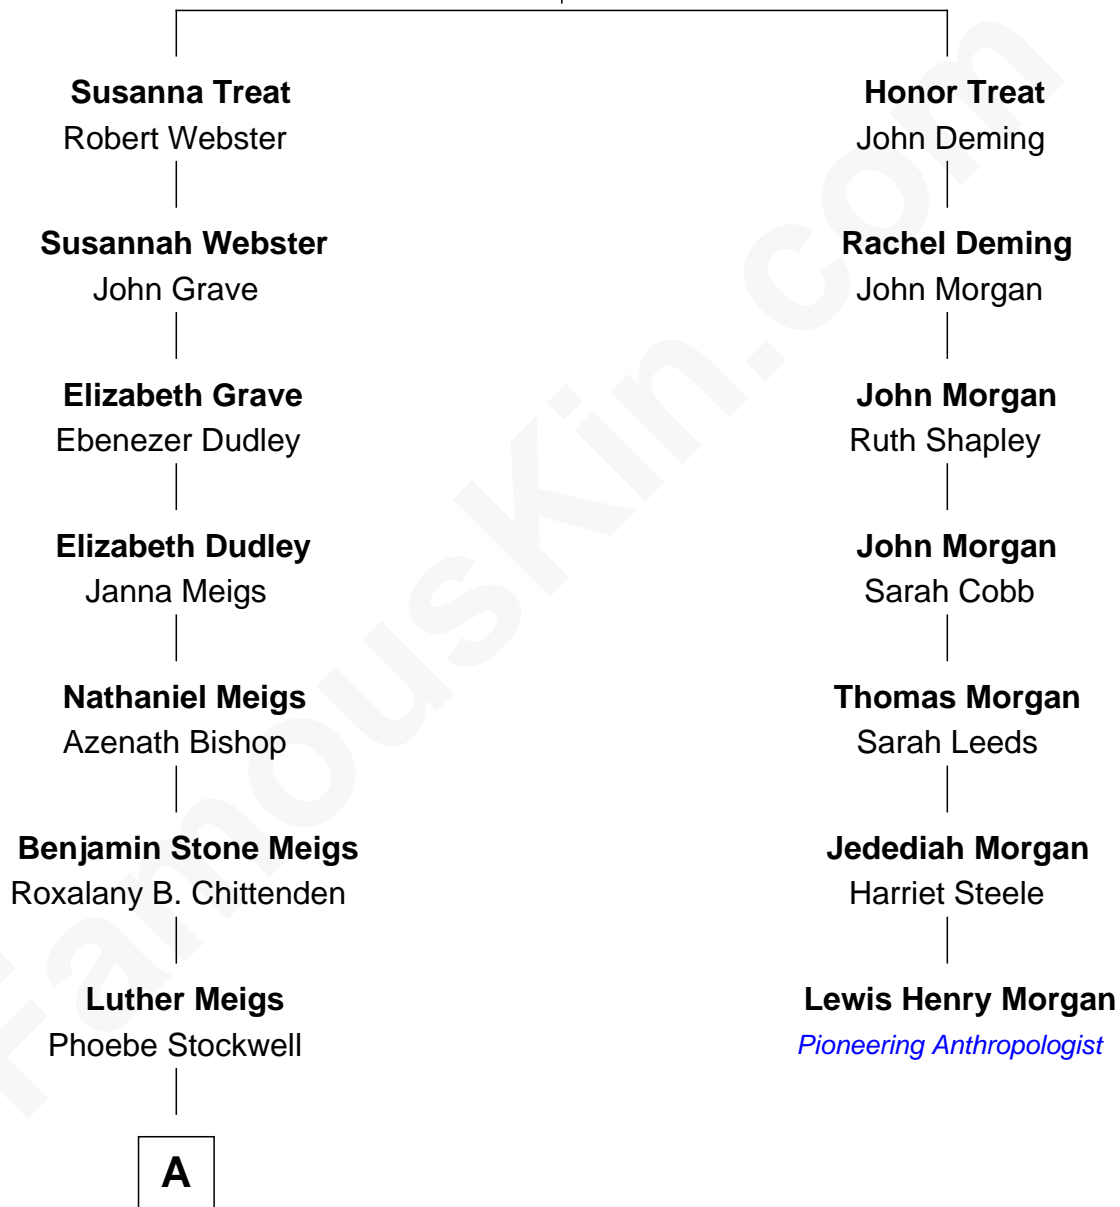 Susanna Treat
Robert Webster
Susannah Webster
John Grave
Elizabeth Grave
Ebenezer Dudley
Elizabeth Dudley
Janna Meigs
Nathaniel Meigs
Azenath Bishop
Benjamin Stone Meigs
Roxalany B. Chittenden
Luther Meigs
Phoebe Stockwell
A
Honor Treat
John Deming
Rachel Deming
John Morgan
John Morgan
Ruth Shapley
John Morgan
Sarah Cobb
Thomas Morgan
Sarah Leeds
Jedediah Morgan
Harriet Steele
Lewis Henry Morgan
Pioneering Anthropologist
FamousKin.com